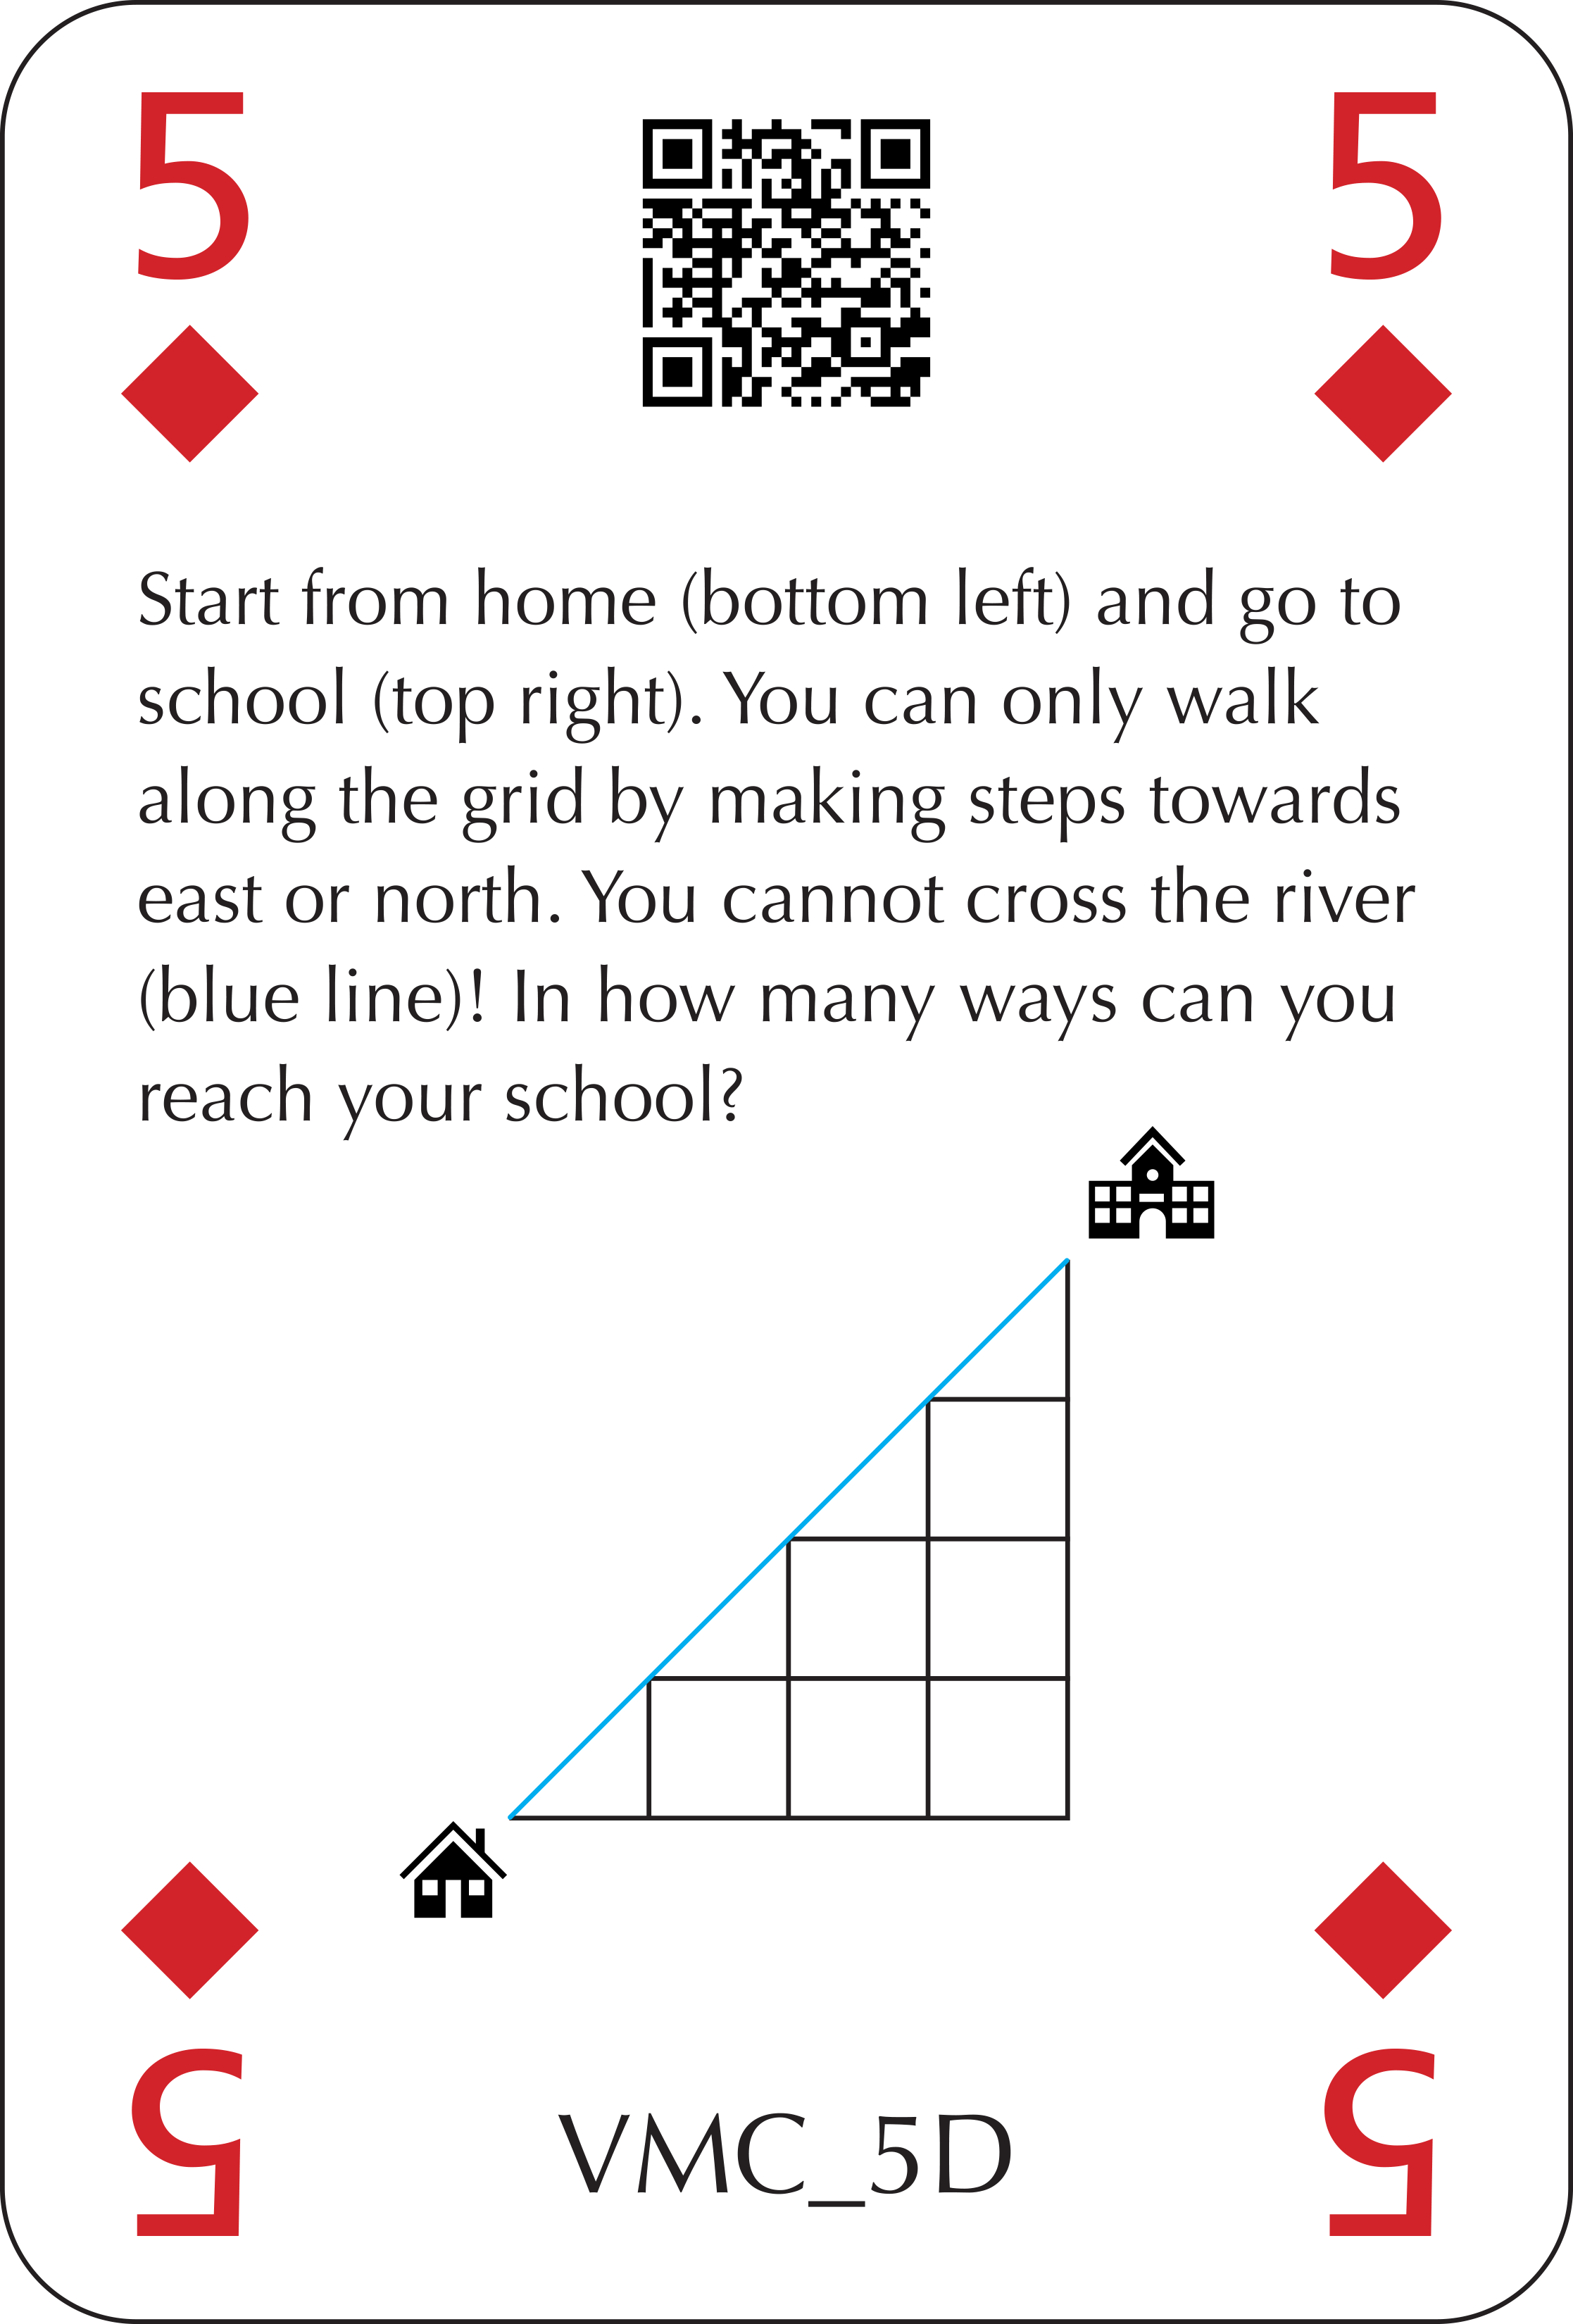 5 5
Start from home (bottom left) and go to
school (top right). You can only walk
along the grid by making steps towards
east or north. You cannot cross the river
(blue line)! In how many ways can you
reach your school?
5 5
VMC_5D